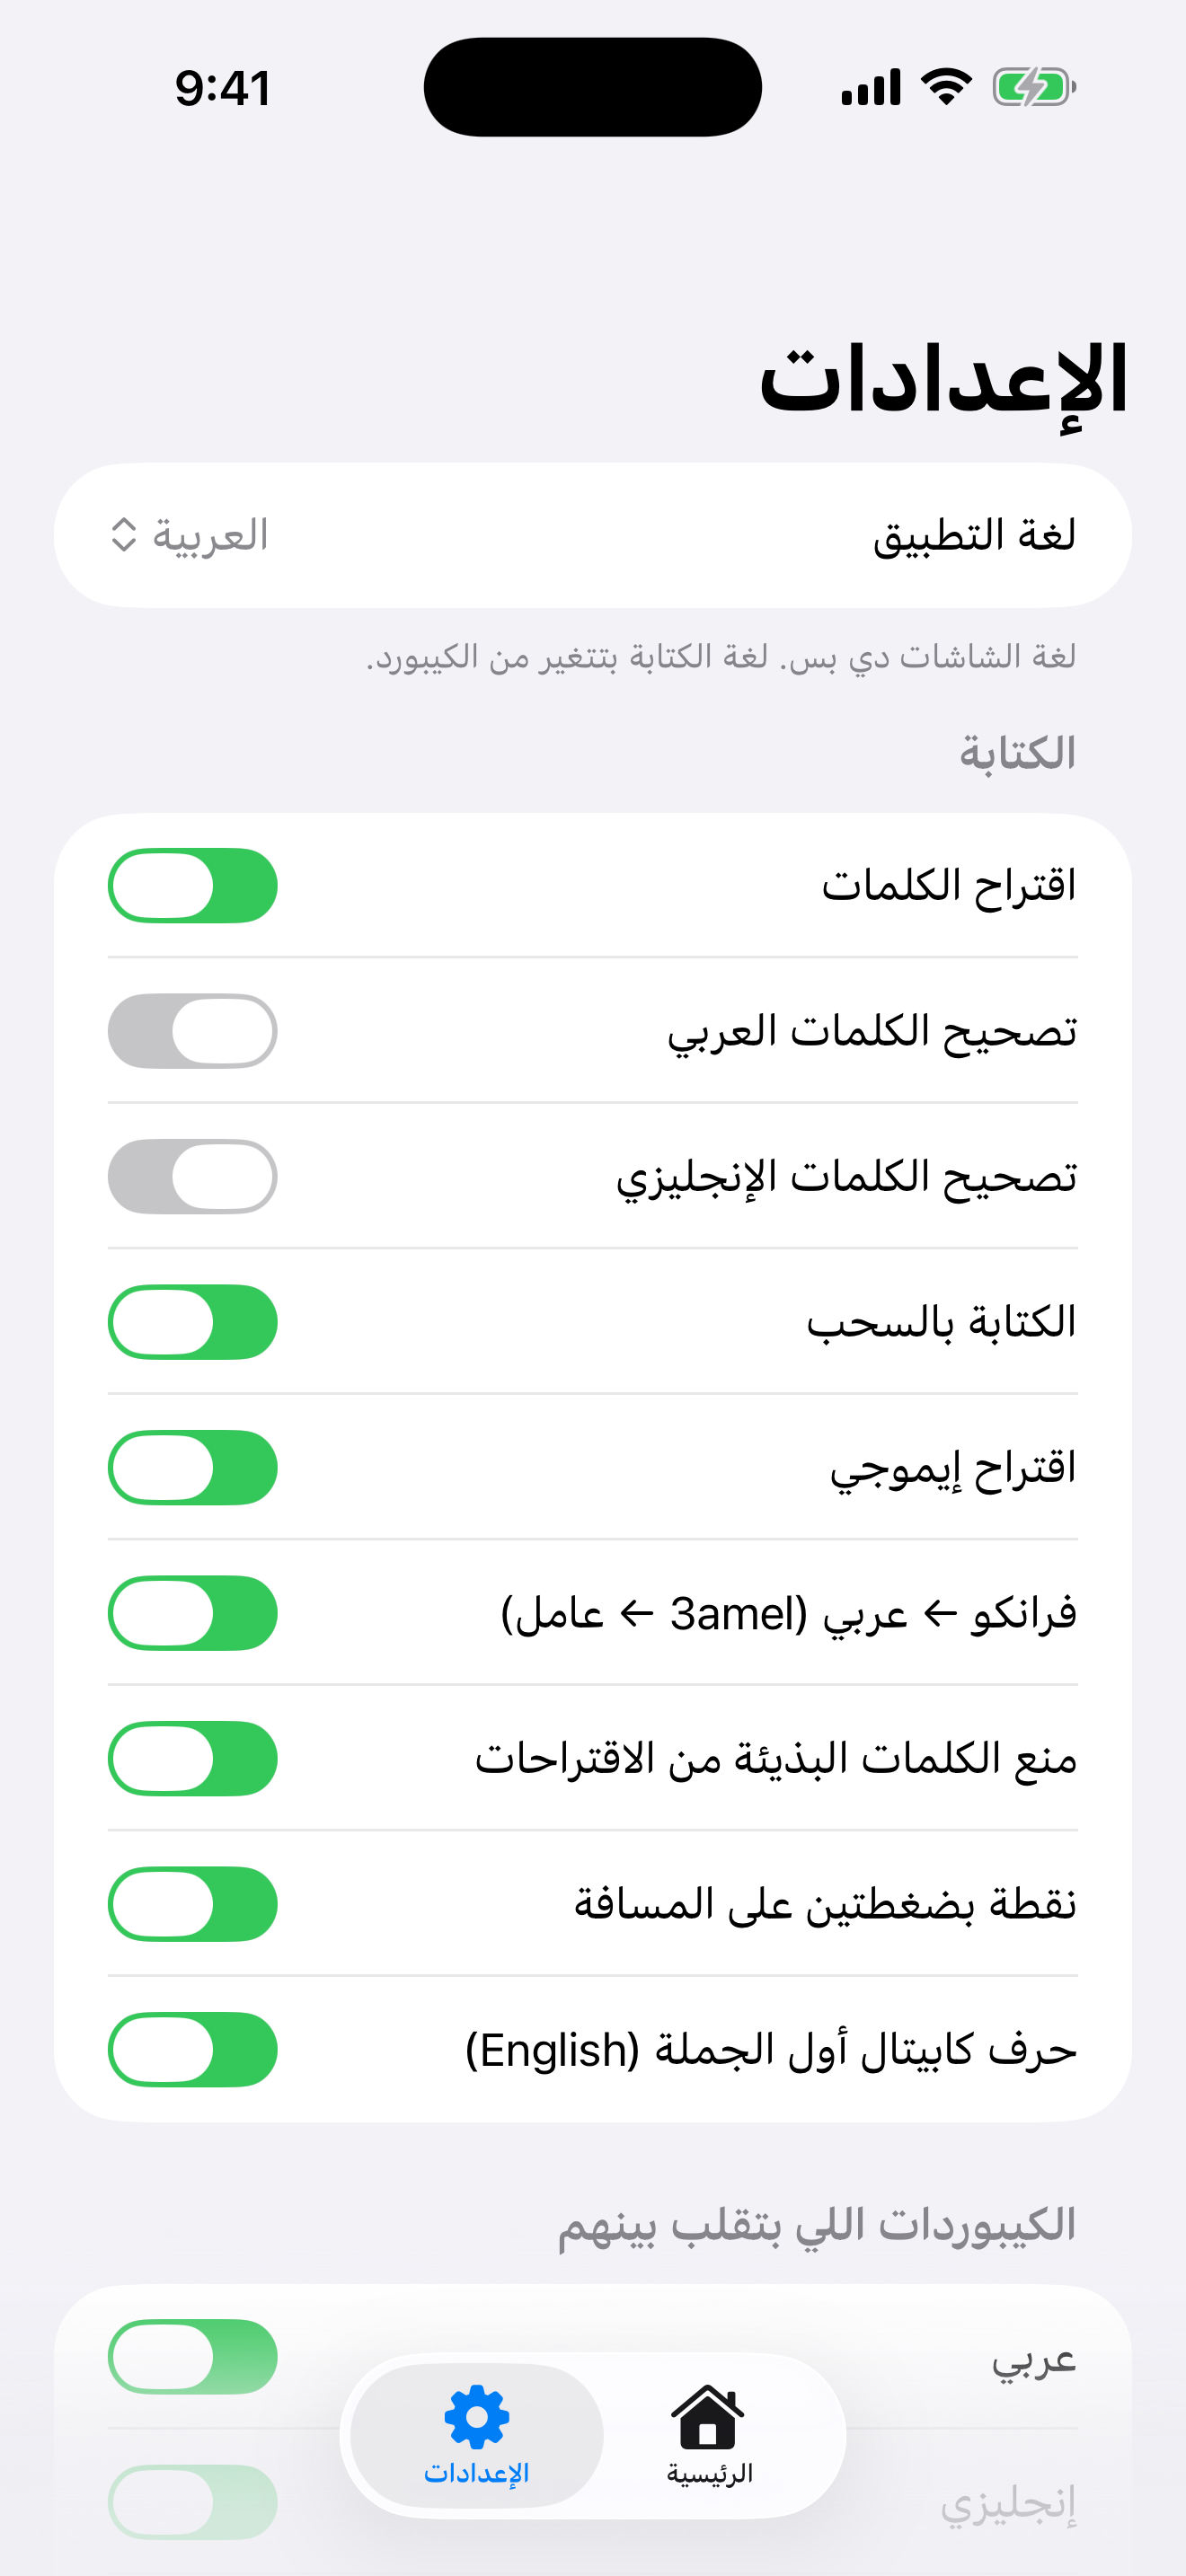 9:41
الإعدادات
لغة التطبيق
العربية
لغة الشاشات دي بس. لغة الكتابة بتتغير من الكيبورد.
الكتابة
اقتراح الكلمات
تصحيح الكلمات العربي
تصحيح الكلمات الإنجليزي
الكتابة بالسحب
اقتراح إيموجي
فرانكو ← عربي (3amel ← عامل)
منع الكلمات البذيئة من الاقتراحات
نقطة بضغطتين على المسافة
حرف كابيتال أول الجملة (English)
الكيبوردات اللي بتقلب بينهم
عربي
إنجليزي
الرئيسية
الإعدادات